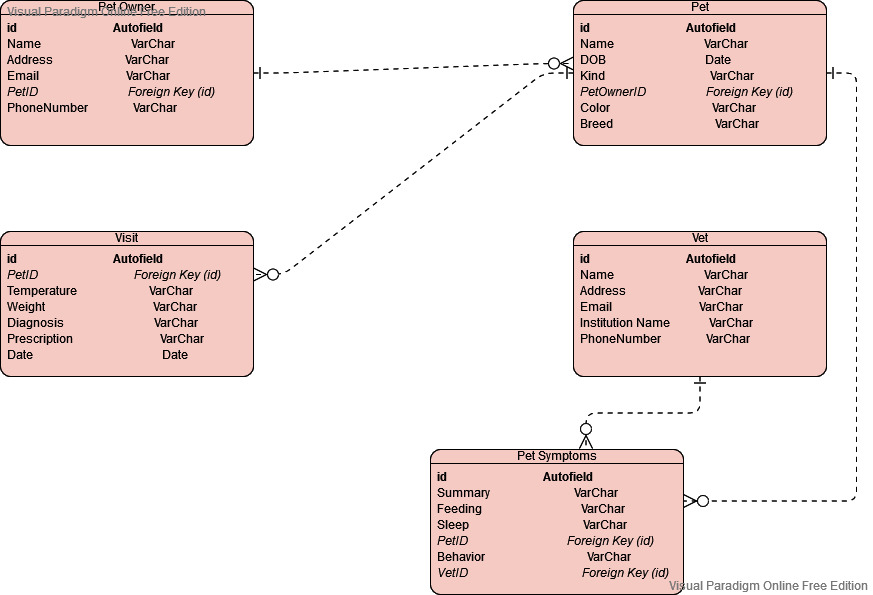 Pet Owner
Visual Paradigm Online Free Edition
id Autofield
Name VarChar
Address VarChar
Email VarChar
PetID Foreign Key (id)
PhoneNumber VarChar
Pet
id Autofield
Name VarChar
DOB Date
Kind VarChar
PetOwnerID Foreign Key (id)
Color VarChar
Breed VarChar
Visit
id Autofield
PetID Foreign Key (id)
Temperature VarChar
Weight VarChar
Diagnosis VarChar
Prescription VarChar
Date Date
Vet
id Autofield
Name VarChar
Address VarChar
Email VarChar
Institution Name VarChar
PhoneNumber VarChar
Pet Symptoms
id Autofield
Summary VarChar
Feeding VarChar
Sleep VarChar
PetID Foreign Key (id)
Behavior VarChar
VetID Foreign Key (id)
Visual Paradigm Online Free Edition